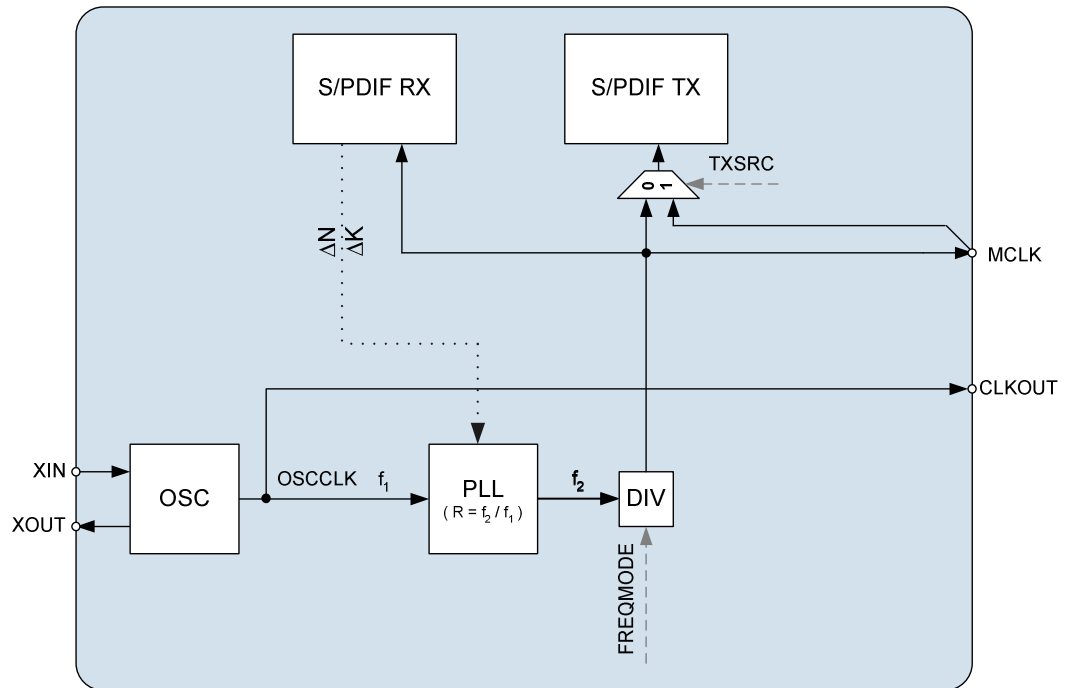 S/PDIF RX
S/PDIF TX
TXSRC
0
1
ΔN
ΔK
MCLK
CLKOUT
XIN
XOUT
OSC
OSCCLK f₁
PLL
( R = f₂ / f₁ )
f₂
DIV
FREQMODE